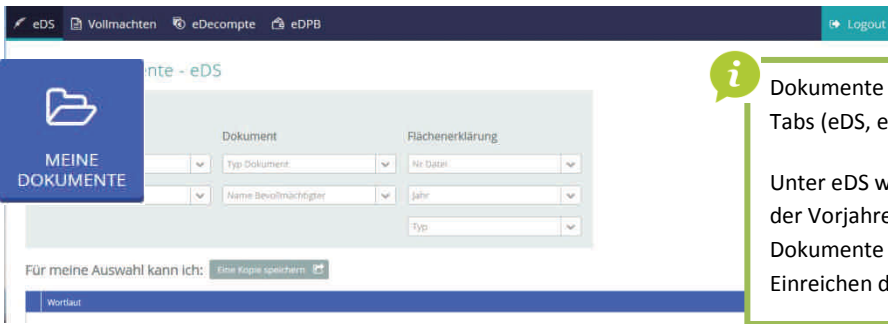 eDS Vollmachten eDecompte eDPB Logout
nte - eDS
MEINE
DOKUMENTE
Dokument Flächenerklärung
Typ Dokument Nr Datei
Name Bevollmächtigter Jahr
Typ
Für meine Auswahl kann ich: Eine Kopie speichern
Wortlaut
i
Dokumente
Tabs (eDS, e
Unter eDS w
der Vorjahre
Dokumente
Einreichen d